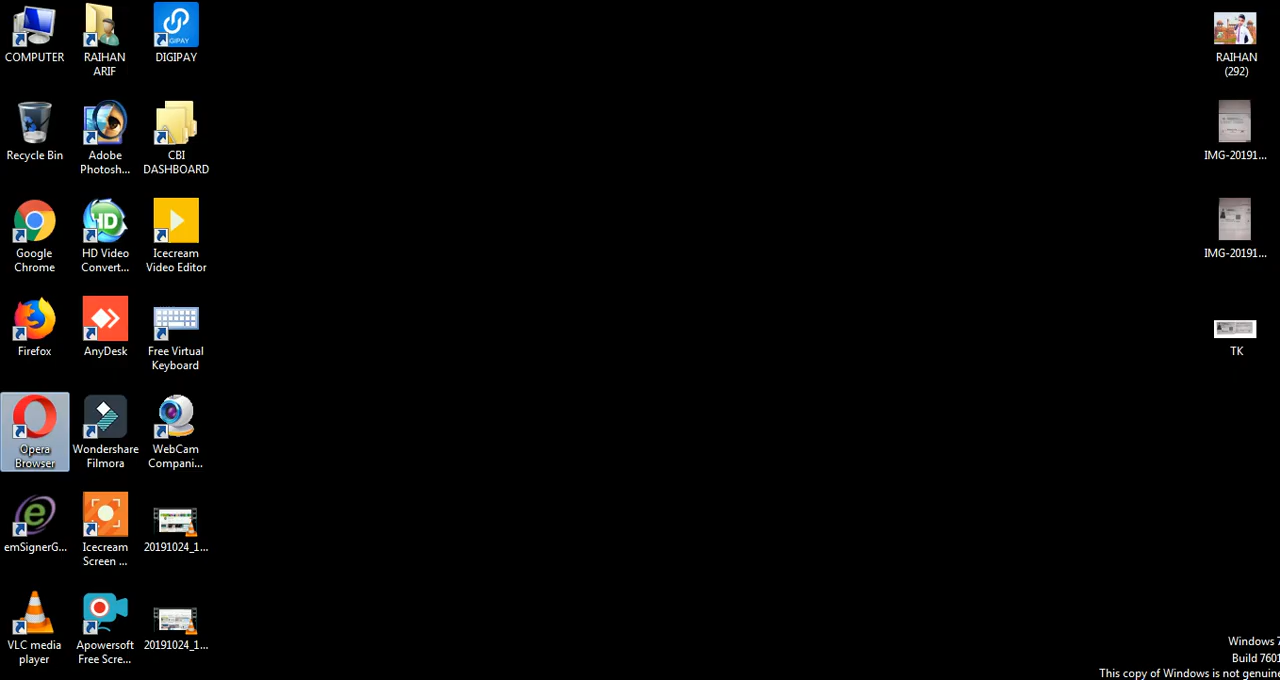 COMPUTER
RAIHAN
ARIF
GIPAY
DIGIPAY
RAIHAN
(292)
Recycle Bin
Adobe
Photosh...
CBI
DASHBOARD
IMG-20191...
Google
Chrome
HD
HD Video
Convert...
Icecream
Video Editor
IMG-20191...
Firefox
AnyDesk
Free Virtual
Keyboard
TK
Opera
Browser
Wondershare
Filmora
WebCam
Compani...
e
emSignerG...
Icecream
Screen ...
20191024_1...
VLC media
player
Apowersoft
Free Scre...
20191024_1...
Windows 7
Build 7601
This copy of Windows is not genuine